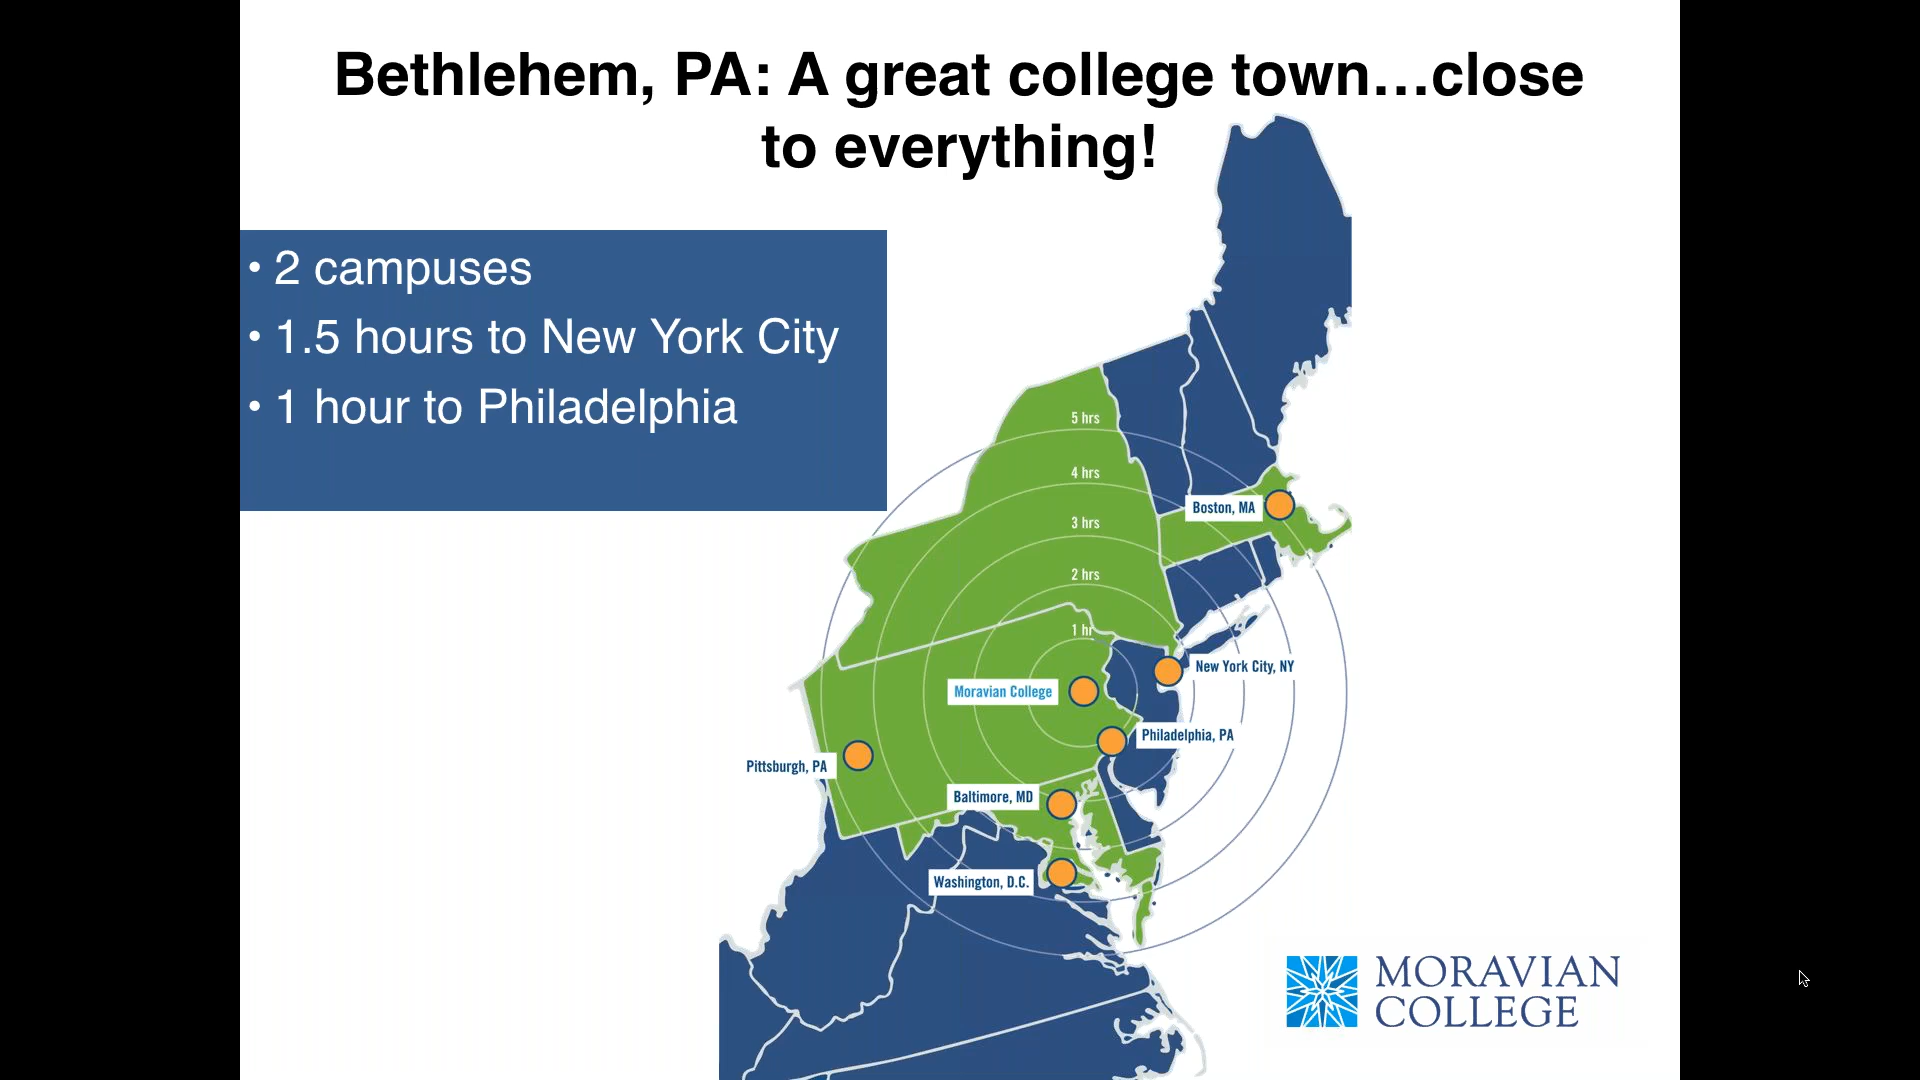 Bethlehem, PA: A great college town…close
to everything!
• 2 campuses
• 1.5 hours to New York City
• 1 hour to Philadelphia
5 hrs
4 hrs
3 hrs
2 hrs
1 hr
Boston, MA
New York City, NY
Moravian College
Philadelphia, PA
Pittsburgh, PA
Baltimore, MD
Washington, D.C.
MORAVIAN
COLLEGE